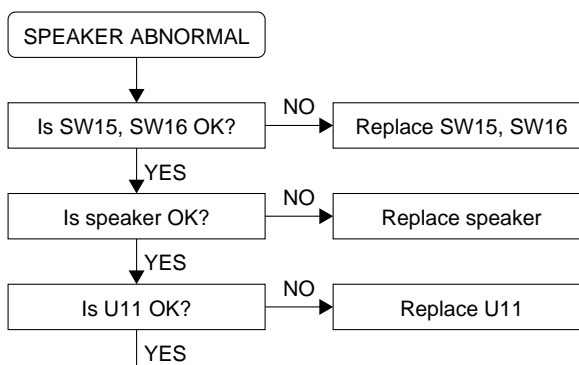 SPEAKER ABNORMAL
Is SW15, SW16 OK?
NO
Replace SW15, SW16
YES
Is speaker OK?
NO
Replace speaker
YES
Is U11 OK?
NO
Replace U11
YES